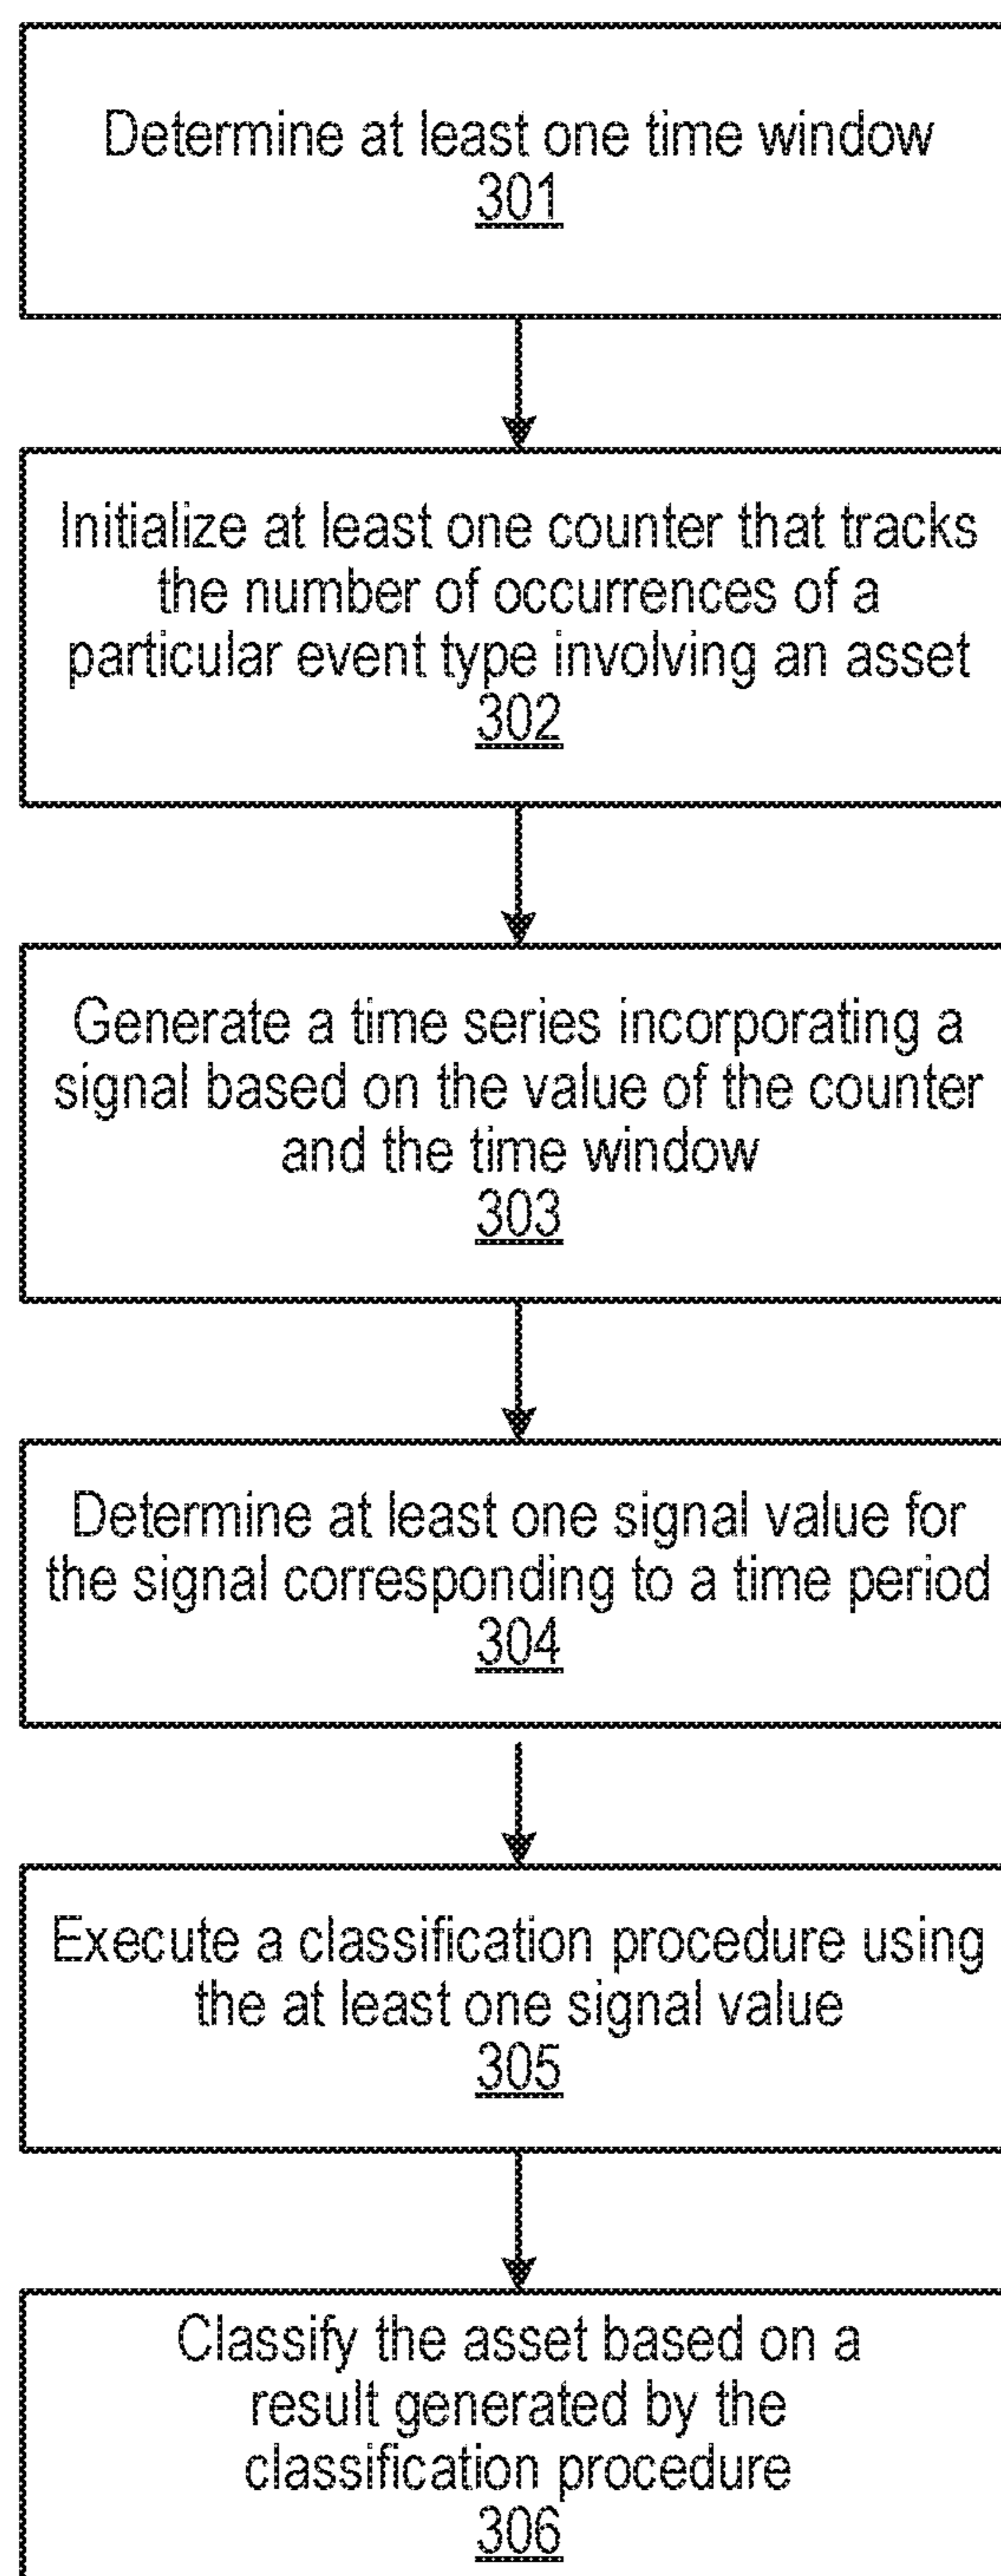 Determine at least one time window
301
Initialize at least one counter that tracks
the number of occurrences of a
particular event type involving an asset
302
Generate a time series incorporating a
signal based on the value of the counter
and the time window
303
Determine at least one signal value for
the signal corresponding to a time period
304
Execute a classification procedure using
the at least one signal value
305
Classify the asset based on a
result generated by the
classification procedure
306